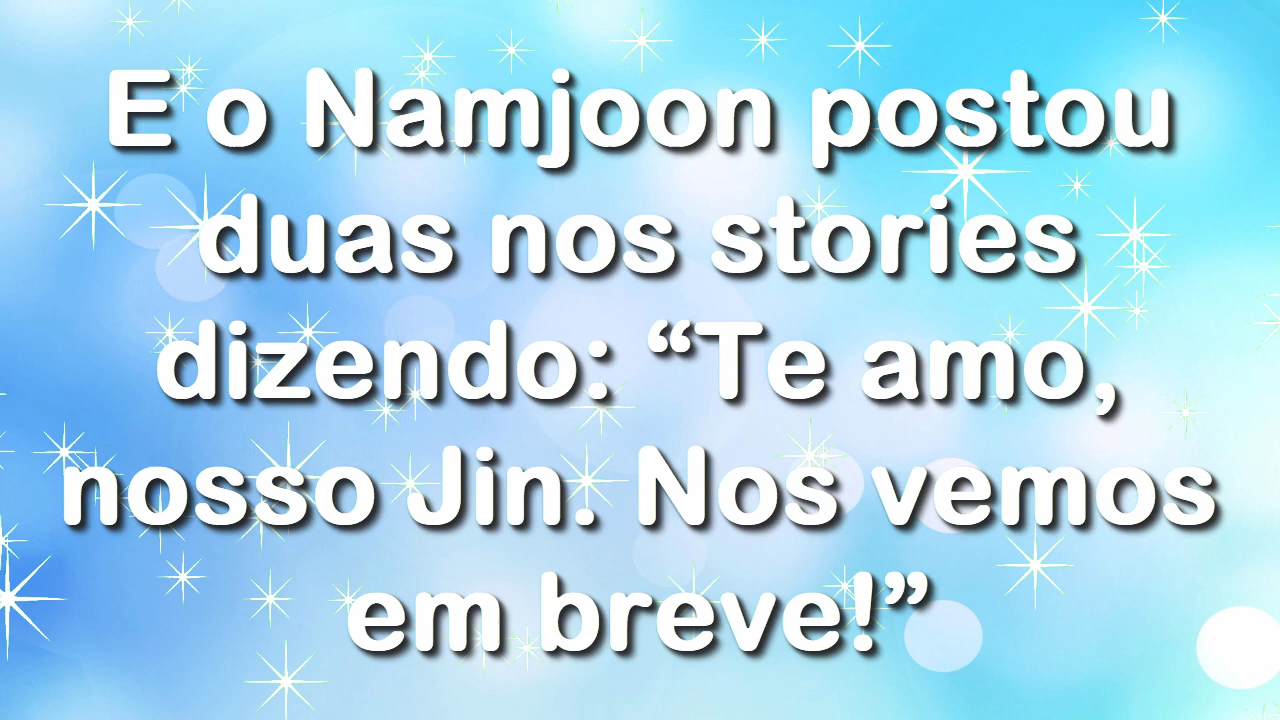 E o Namjoon postou
duas nos stories
dizendo: “Te amo,
nosso Jin. Nos vemos
em breve!”